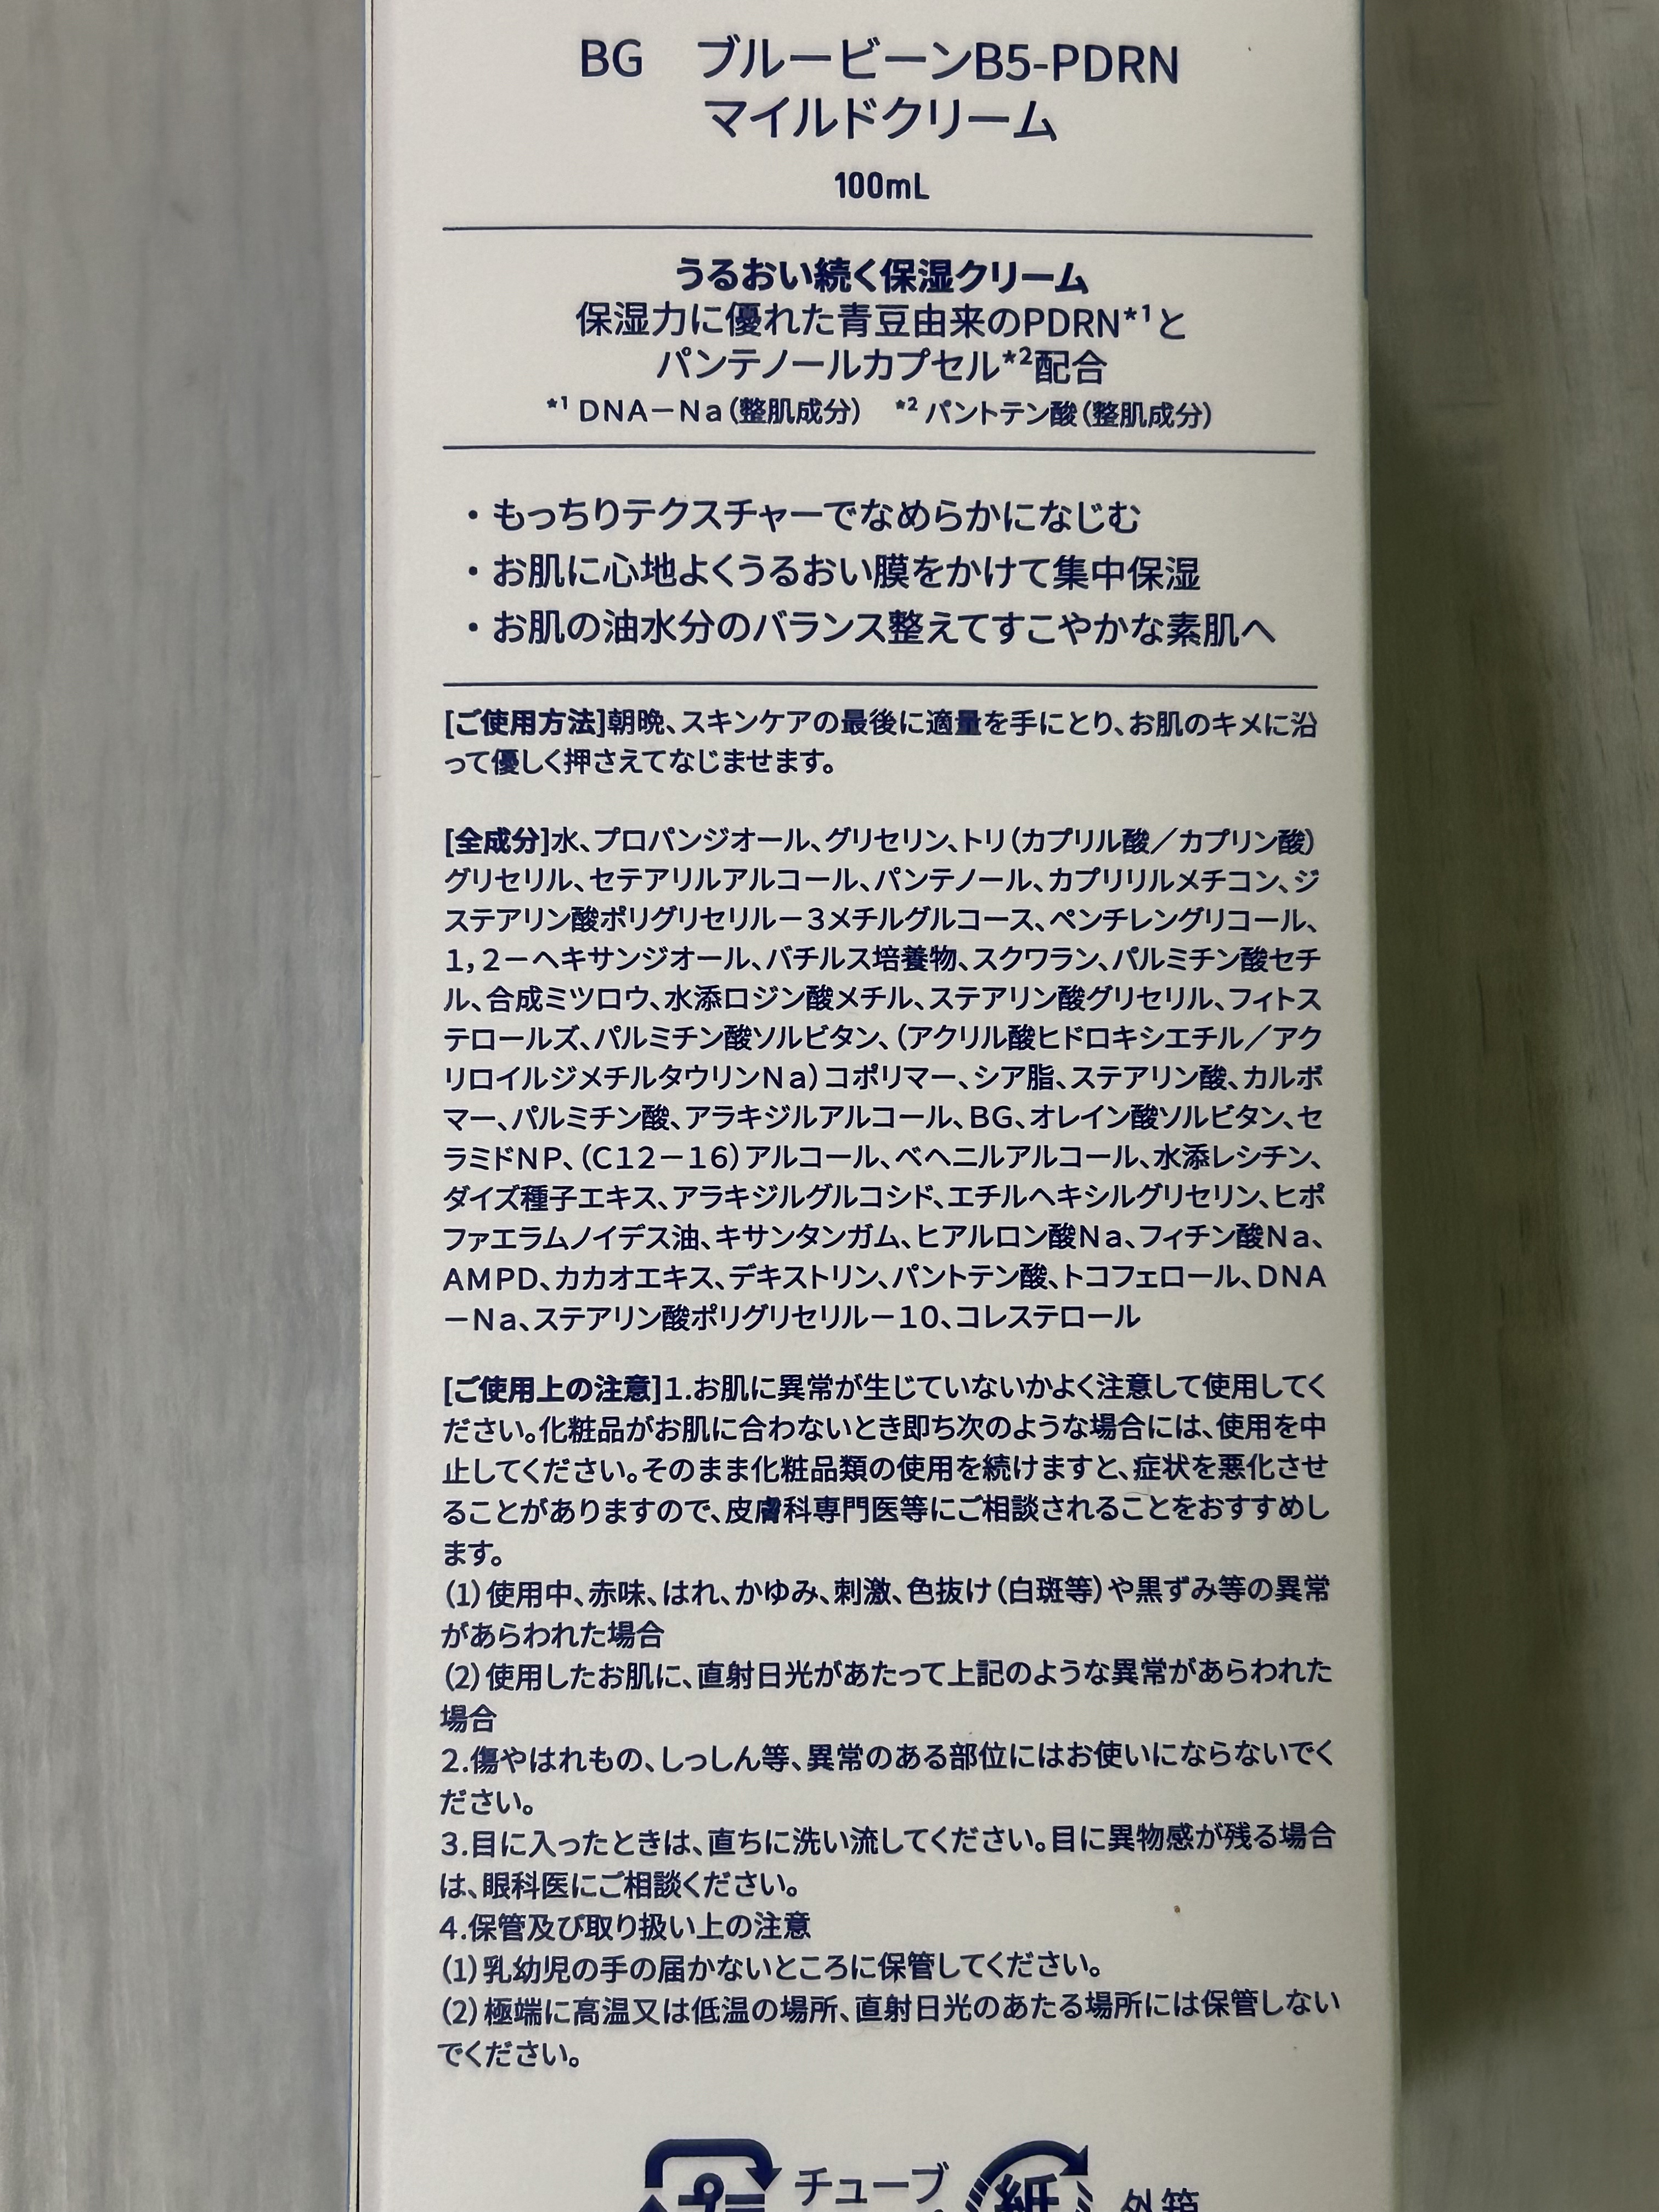 BG　ブルービーンB5-PDRN
マイルドクリーム
100mL
うるおい続く保湿クリーム
保湿力に優れた青豆由来のPDRN*1と
パンテノールカプセル*2配合
*1 DNA－Na（整肌成分）　*2 パントテン酸（整肌成分）
・もっちりテクスチャーでなめらかになじむ
・お肌に心地よくうるおい膜をかけて集中保湿
・お肌の油水分のバランス整えてすこやかな素肌へ
[ご使用方法]朝晩、スキンケアの最後に適量を手にとり、お肌のキメに沿
って優しく押さえてなじませます。
[全成分]水、プロパンジオール、グリセリン、トリ（カプリル酸／カプリン酸）
グリセリル、セテアリルアルコール、パンテノール、カプリリルメチコン、ジ
ステアリン酸ポリグリセリル－3メチルグルコース、ペンチレングリコール、
1，2－ヘキサンジオール、バチルス培養物、スクワラン、パルミチン酸セチ
ル、合成ミツロウ、水添ロジン酸メチル、ステアリン酸グリセリル、フィトス
テロールズ、パルミチン酸ソルビタン、（アクリル酸ヒドロキシエチル／アク
リロイルジメチルタウリンNa）コポリマー、シア脂、ステアリン酸、カルボ
マー、パルミチン酸、アラキジルアルコール、BG、オレイン酸ソルビタン、セ
ラミドNP、（C12－16）アルコール、ベヘニルアルコール、水添レシチン、
ダイズ種子エキス、アラキジルグルコシド、エチルヘキシルグリセリン、ヒポ
ファエラムノイデス油、キサンタンガム、ヒアルロン酸Na、フィチン酸Na、
AMPD、カカオエキス、デキストリン、パントテン酸、トコフェロール、DNA
－Na、ステアリン酸ポリグリセリル－10、コレステロール
[ご使用上の注意]1.お肌に異常が生じていないかよく注意して使用してく
ださい。化粧品がお肌に合わないとき即ち次のような場合には、使用を中
止してください。そのまま化粧品類の使用を続けますと、症状を悪化させ
ることがありますので、皮膚科専門医等にご相談されることをおすすめし
ます。
（1）使用中、赤味、はれ、かゆみ、刺激、色抜け（白斑等）や黒ずみ等の異常
があらわれた場合
（2）使用したお肌に、直射日光があたって上記のような異常があらわれた
場合
2.傷やはれもの、しっしん等、異常のある部位にはお使いにならないでく
ださい。
3.目に入ったときは、直ちに洗い流してください。目に異物感が残る場合
は、眼科医にご相談ください。
4.保管及び取り扱い上の注意
（1）乳幼児の手の届かないところに保管してください。
（2）極端に高温又は低温の場所、直射日光のあたる場所には保管しない
でください。
チューブ 紙 外箱